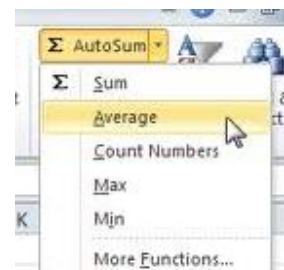 Σ AutoSum
Σ Sum
Average
Count Numbers
Max
Min
K
More Functions...